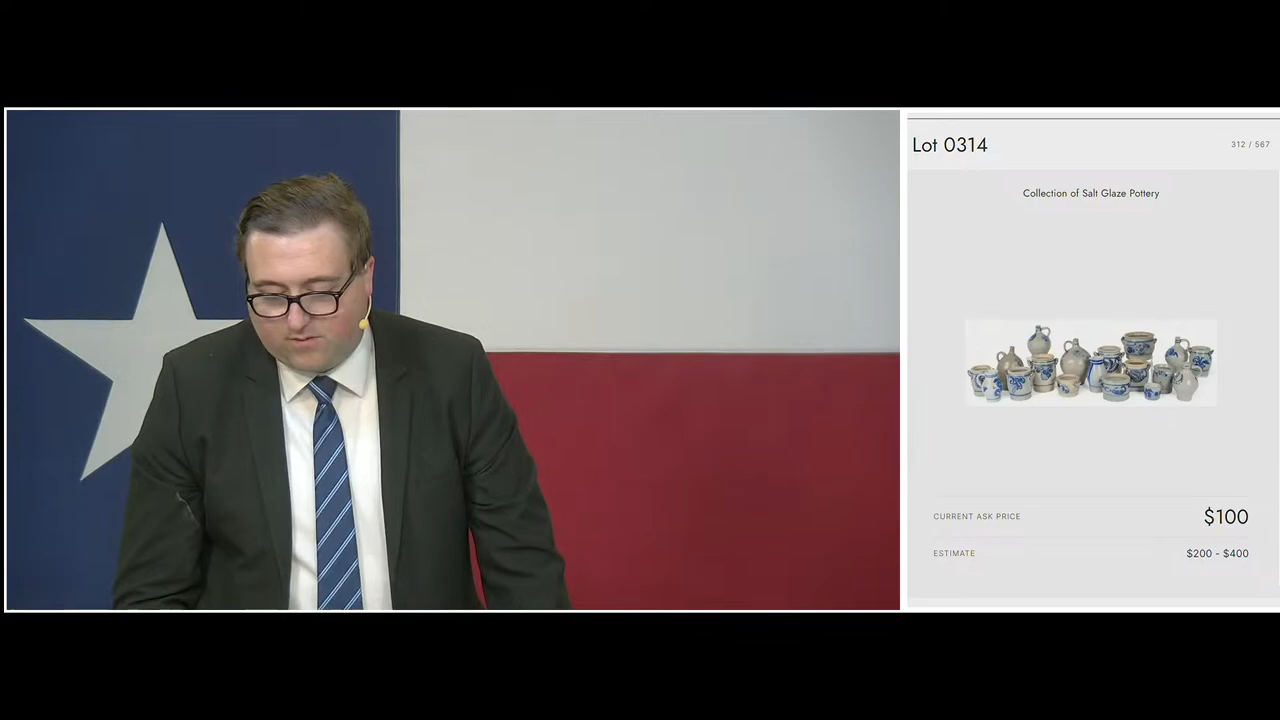 Lot 0314
312 / 567
Collection of Salt Glaze Pottery
CURRENT ASK PRICE
$100
ESTIMATE
$200 - $400